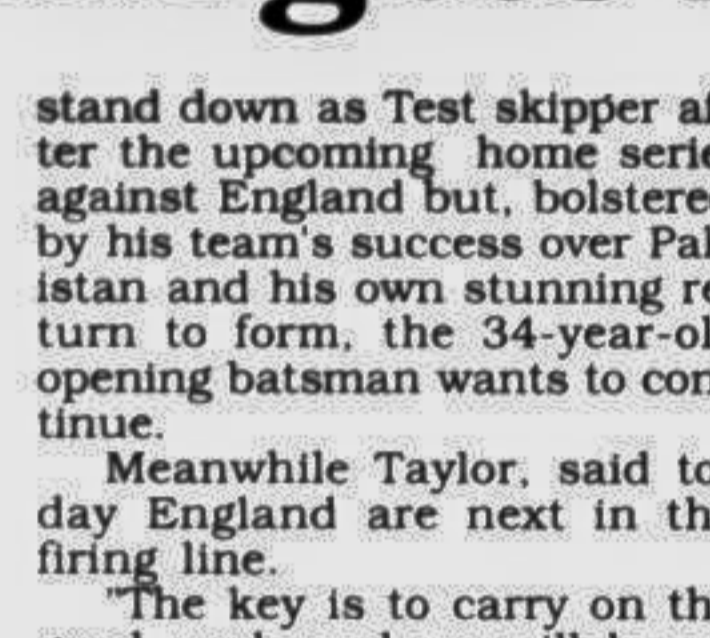 stand down as Test skipper af
ter the upcoming home serie
against England but, bolstere
by his team's success over Pak
istan and his own stunning re
turn to form, the 34-year-ol
opening batsman wants to con
tinue.
Meanwhile Taylor, said to
day England are next in th
firing line.
"The key is to carry on th